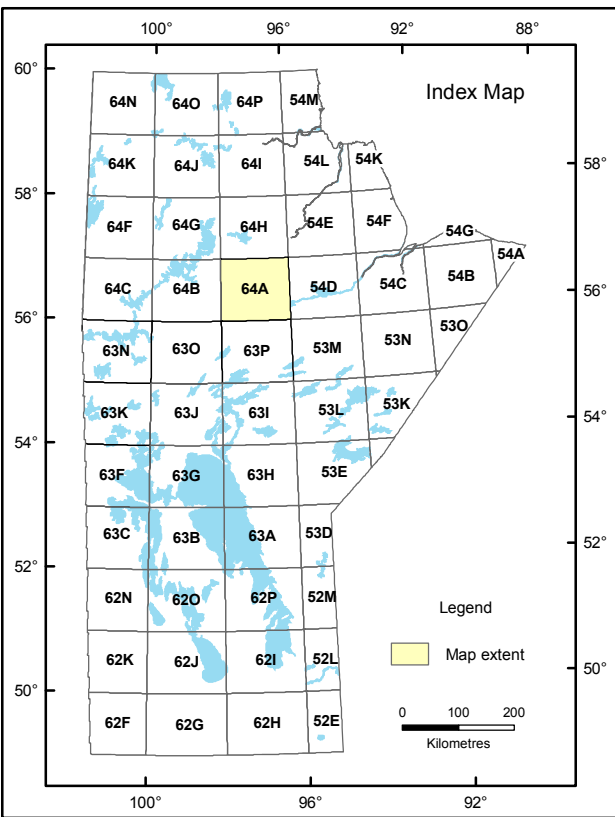 100° 96° 92° 88°
60°
Index Map
64N 64O 64P 54M
64K 64J 64I 54L 54K
58° 58°
64F 64G 64H 54E 54F 54G
54A
64C 64B 64A 54D 54C 54B
56° 56°
63N 63O 63P 53M 53N 53O
63K 63J 63I 53L 53K
54° 54°
63F 63G 63H 53E
63C 63B 63A 53D
52° 52°
62N 62O 62P 52M
Legend
62K 62J 62I 52L
Map extent
50° 50°
62F 62G 62H 52E
0 100 200
Kilometres
100° 96° 92°